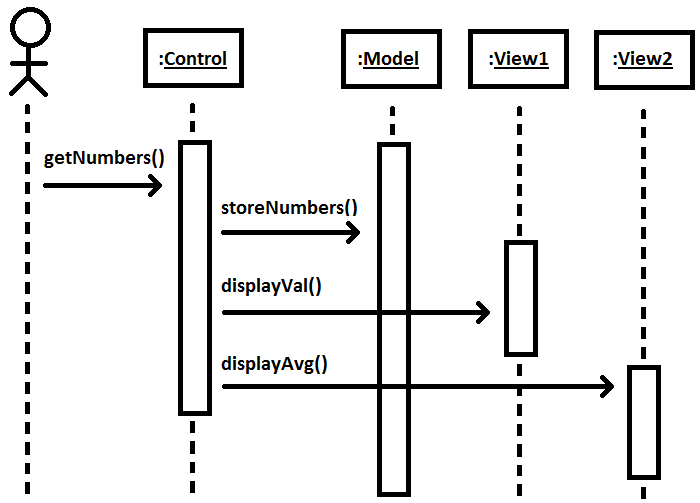 :Control
:Model
:View1
:View2
getNumbers()
storeNumbers()
displayVal()
displayAvg()